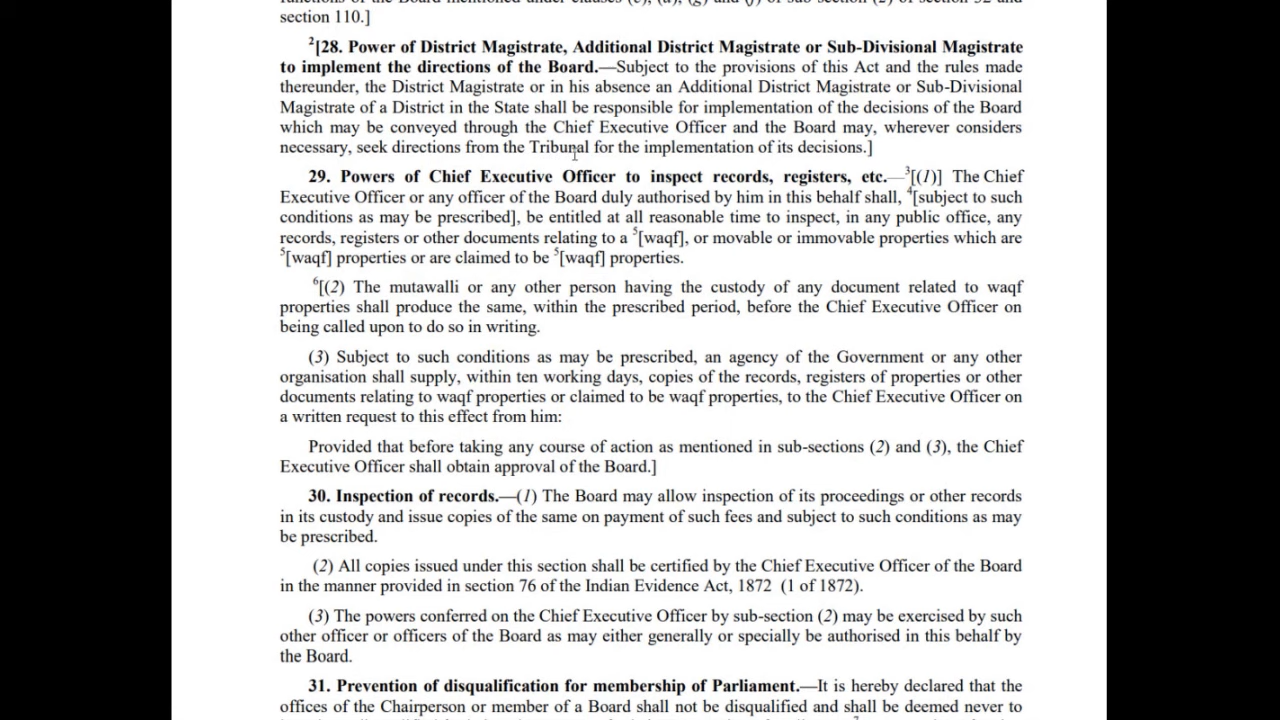 functions of the Board mentioned under clauses (c), (d), (g) and (j) of sub-section (2) of section 32 and
section 110.]
2[28. Power of District Magistrate, Additional District Magistrate or Sub-Divisional Magistrate
to implement the directions of the Board.—Subject to the provisions of this Act and the rules made
thereunder, the District Magistrate or in his absence an Additional District Magistrate or Sub-Divisional
Magistrate of a District in the State shall be responsible for implementation of the decisions of the Board
which may be conveyed through the Chief Executive Officer and the Board may, wherever considers
necessary, seek directions from the Tribunal for the implementation of its decisions.]
29. Powers of Chief Executive Officer to inspect records, registers, etc.—3[(1)] The Chief
Executive Officer or any officer of the Board duly authorised by him in this behalf shall, 4[subject to such
conditions as may be prescribed], be entitled at all reasonable time to inspect, in any public office, any
records, registers or other documents relating to a 5[waqf], or movable or immovable properties which are
5[waqf] properties or are claimed to be 5[waqf] properties.
6[(2) The mutawalli or any other person having the custody of any document related to waqf
properties shall produce the same, within the prescribed period, before the Chief Executive Officer on
being called upon to do so in writing.
(3) Subject to such conditions as may be prescribed, an agency of the Government or any other
organisation shall supply, within ten working days, copies of the records, registers of properties or other
documents relating to waqf properties or claimed to be waqf properties, to the Chief Executive Officer on
a written request to this effect from him:
Provided that before taking any course of action as mentioned in sub-sections (2) and (3), the Chief
Executive Officer shall obtain approval of the Board.]
30. Inspection of records.—(1) The Board may allow inspection of its proceedings or other records
in its custody and issue copies of the same on payment of such fees and subject to such conditions as may
be prescribed.
(2) All copies issued under this section shall be certified by the Chief Executive Officer of the Board
in the manner provided in section 76 of the Indian Evidence Act, 1872 (1 of 1872).
(3) The powers conferred on the Chief Executive Officer by sub-section (2) may be exercised by such
other officer or officers of the Board as may either generally or specially be authorised in this behalf by
the Board.
31. Prevention of disqualification for membership of Parliament.—It is hereby declared that the
offices of the Chairperson or member of a Board shall not be disqualified and shall be deemed never to